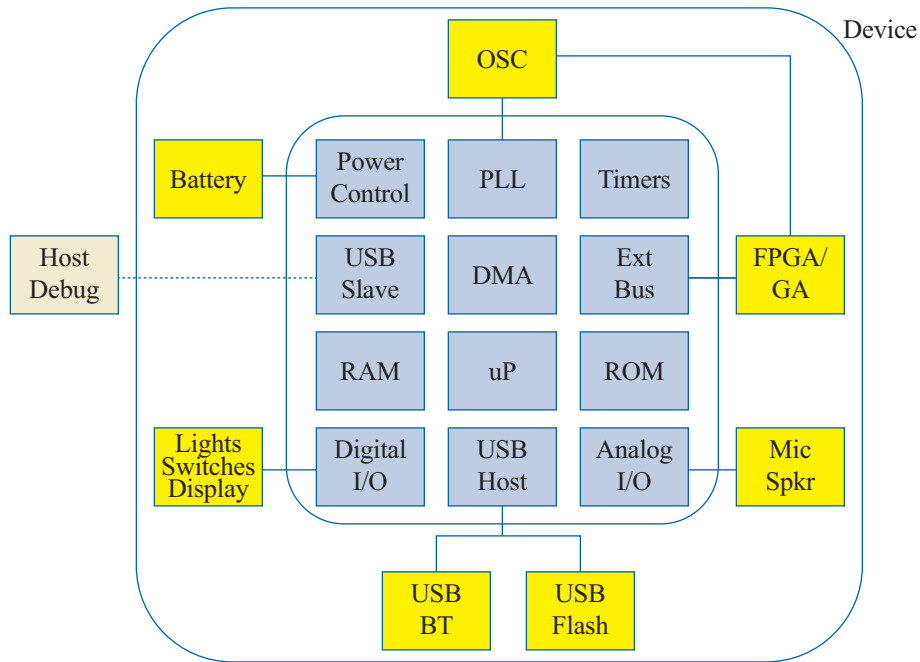 Device
OSC
Battery
Power
Control
PLL
Timers
Host
Debug
USB
Slave
DMA
Ext
Bus
FPGA/
GA
RAM
uP
ROM
Lights
Switches
Display
Digital
I/O
USB
Host
Analog
I/O
Mic
Spkr
USB
BT
USB
Flash